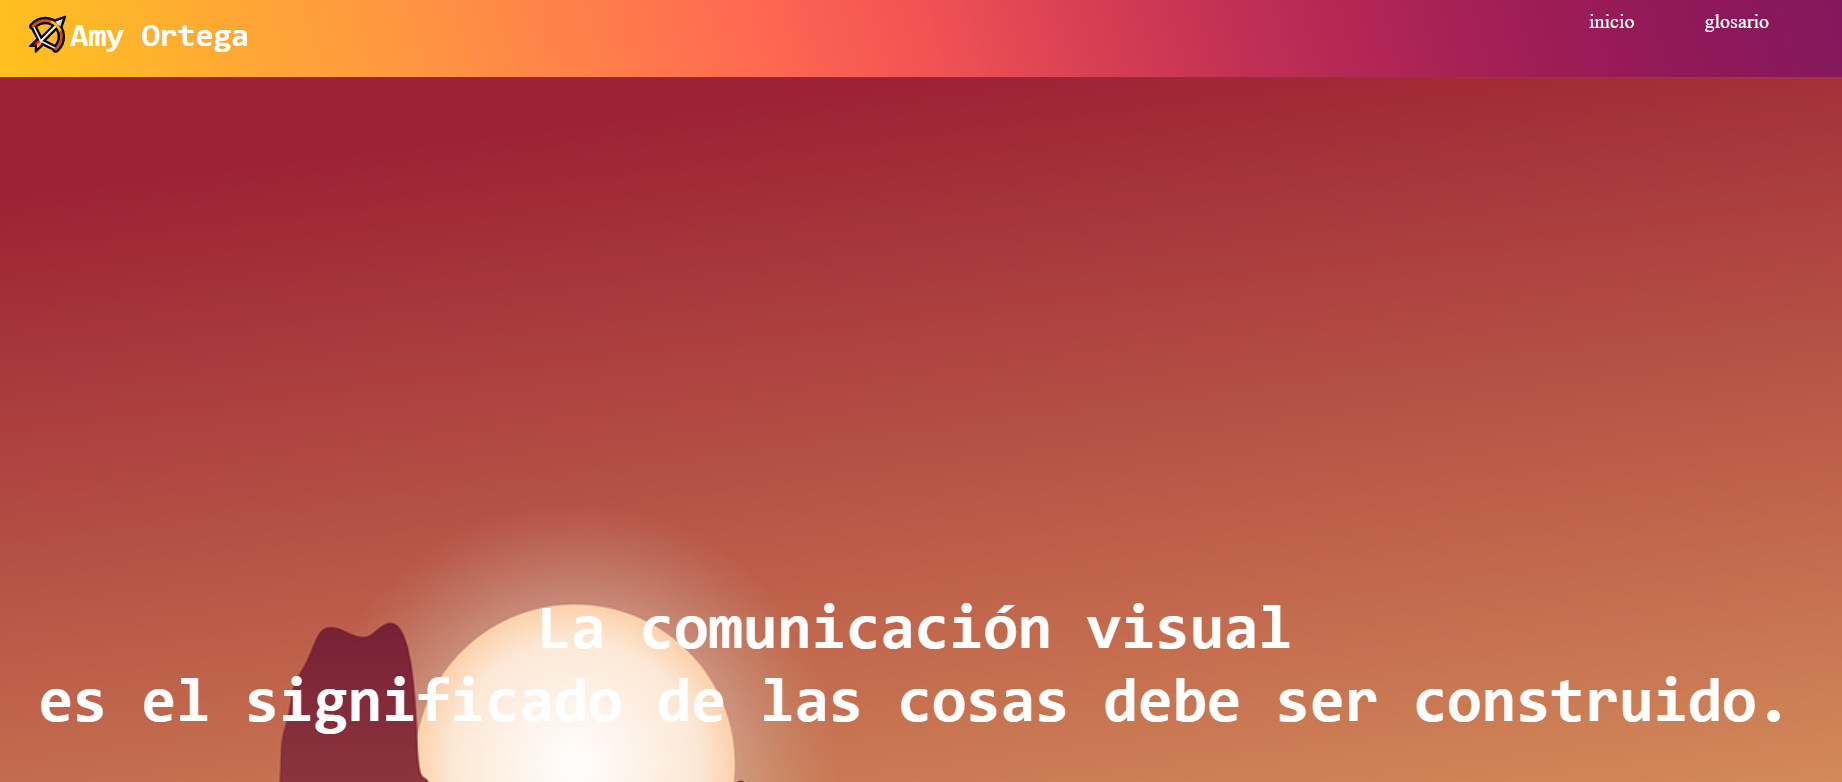 Amy Ortega
inicio
glosario
La comunicación visual
es el significado de las cosas debe ser construido.